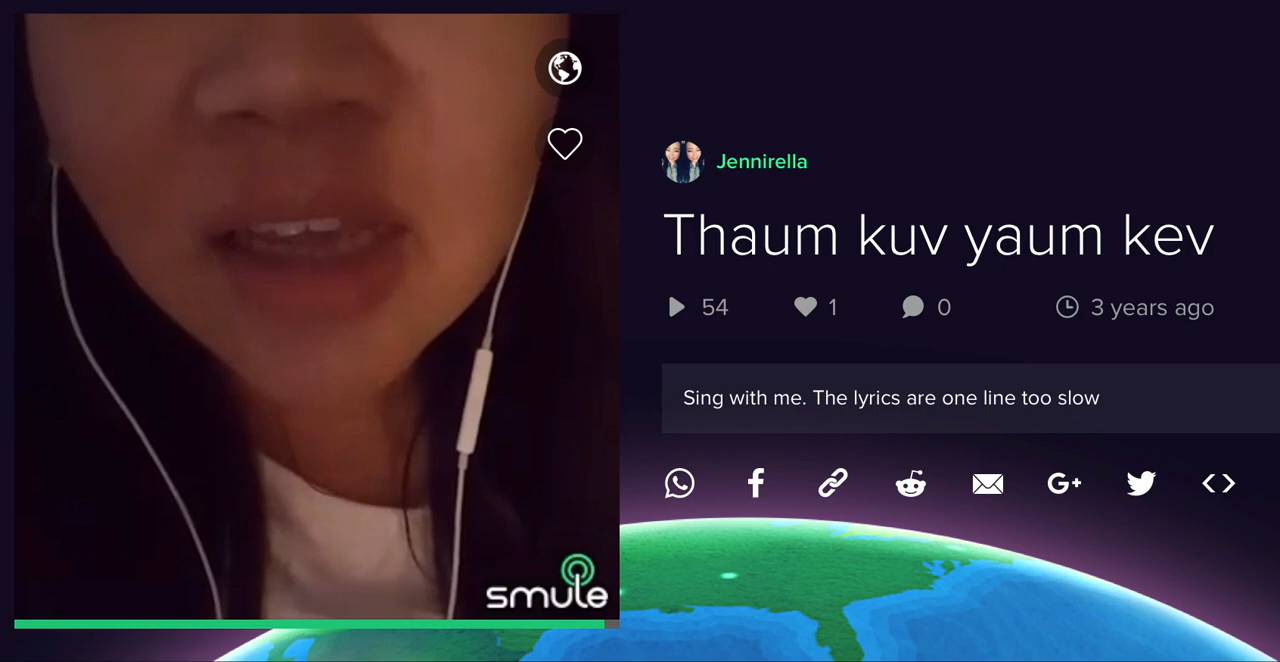 Jennirella
Thaum kuv yaum kev
54 1 0 3 years ago
Sing with me. The lyrics are one line too slow
G+
smule